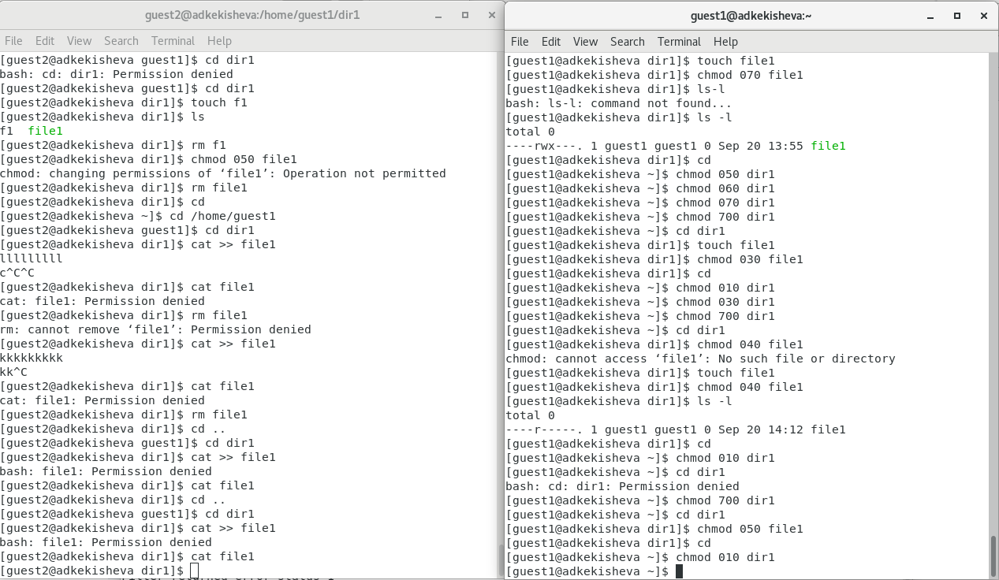 guest2@adkekisheva:/home/guest1/dir1
File Edit View Search Terminal Help
[guest2@adkekisheva guest1]$ cd dir1
bash: cd: dir1: Permission denied
[guest2@adkekisheva guest1]$ cd dir1
[guest2@adkekisheva dir1]$ touch f1
[guest2@adkekisheva dir1]$ ls
f1  file1
[guest2@adkekisheva dir1]$ rm f1
[guest2@adkekisheva dir1]$ chmod 050 file1
chmod: changing permissions of ‘file1’: Operation not permitted
[guest2@adkekisheva dir1]$ rm file1
[guest2@adkekisheva dir1]$ cd
[guest2@adkekisheva ~]$ cd /home/guest1
[guest2@adkekisheva guest1]$ cd dir1
[guest2@adkekisheva dir1]$ cat >> file1
lllllllll
c^C^C
[guest2@adkekisheva dir1]$ cat file1
cat: file1: Permission denied
[guest2@adkekisheva dir1]$ rm file1
rm: cannot remove ‘file1’: Permission denied
[guest2@adkekisheva dir1]$ cat >> file1
kkkkkkkkk
kk^C
[guest2@adkekisheva dir1]$ cat file1
cat: file1: Permission denied
[guest2@adkekisheva dir1]$ rm file1
[guest2@adkekisheva dir1]$ cd ..
[guest2@adkekisheva guest1]$ cd dir1
[guest2@adkekisheva dir1]$ cat >> file1
bash: file1: Permission denied
[guest2@adkekisheva dir1]$ cat file1
[guest2@adkekisheva dir1]$ cd ..
[guest2@adkekisheva guest1]$ cd dir1
[guest2@adkekisheva dir1]$ cat >> file1
bash: file1: Permission denied
[guest2@adkekisheva dir1]$ cat file1
[guest2@adkekisheva dir1]$
guest1@adkekisheva:~
File Edit View Search Terminal Help
[guest1@adkekisheva dir1]$ touch file1
[guest1@adkekisheva dir1]$ chmod 070 file1
[guest1@adkekisheva dir1]$ ls-l
bash: ls-l: command not found...
[guest1@adkekisheva dir1]$ ls -l
total 0
----rwx---. 1 guest1 guest1 0 Sep 20 13:55 file1
[guest1@adkekisheva dir1]$ cd
[guest1@adkekisheva ~]$ chmod 050 dir1
[guest1@adkekisheva ~]$ chmod 060 dir1
[guest1@adkekisheva ~]$ chmod 070 dir1
[guest1@adkekisheva ~]$ chmod 700 dir1
[guest1@adkekisheva ~]$ cd dir1
[guest1@adkekisheva dir1]$ touch file1
[guest1@adkekisheva dir1]$ chmod 030 file1
[guest1@adkekisheva dir1]$ cd
[guest1@adkekisheva ~]$ chmod 010 dir1
[guest1@adkekisheva ~]$ chmod 030 dir1
[guest1@adkekisheva ~]$ chmod 700 dir1
[guest1@adkekisheva ~]$ cd dir1
[guest1@adkekisheva dir1]$ chmod 040 file1
chmod: cannot access ‘file1’: No such file or directory
[guest1@adkekisheva dir1]$ touch file1
[guest1@adkekisheva dir1]$ chmod 040 file1
[guest1@adkekisheva dir1]$ ls -l
total 0
----r-----. 1 guest1 guest1 0 Sep 20 14:12 file1
[guest1@adkekisheva dir1]$ cd
[guest1@adkekisheva ~]$ chmod 010 dir1
[guest1@adkekisheva ~]$ cd dir1
bash: cd: dir1: Permission denied
[guest1@adkekisheva ~]$ chmod 700 dir1
[guest1@adkekisheva ~]$ cd dir1
[guest1@adkekisheva dir1]$ chmod 050 file1
[guest1@adkekisheva dir1]$ cd
[guest1@adkekisheva ~]$ chmod 010 dir1
[guest1@adkekisheva ~]$